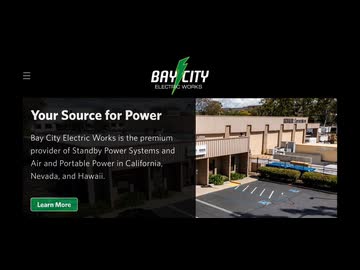 BAY CITY
ELECTRIC WORKS
Your Source for Power
Bay City Electric Works is the premium
provider of Standby Power Systems and
Air and Portable Power in California,
Nevada, and Hawaii.
Learn More